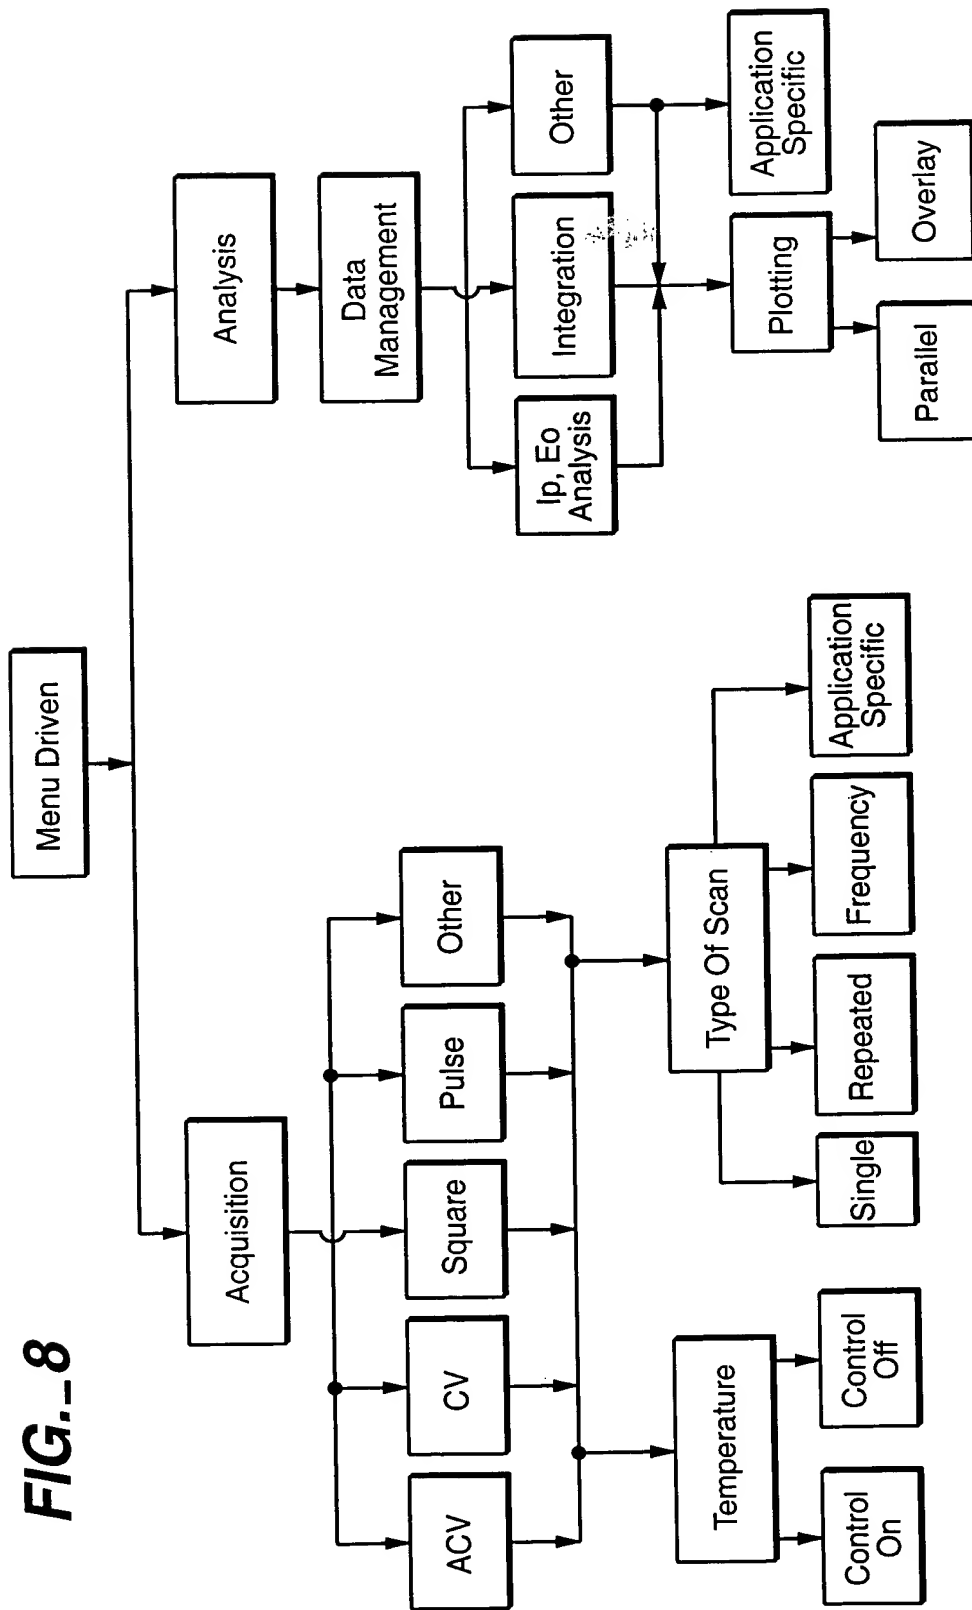 FIG._8
Menu Driven
Acquisition
Analysis
Data
Management
ACV
CV
Square
Pulse
Other
Ip, Eo
Analysis
Integration
Other
Temperature
Type Of Scan
Plotting
Application
Specific
Control
On
Control
Off
Single
Repeated
Frequency
Application
Specific
Parallel
Overlay